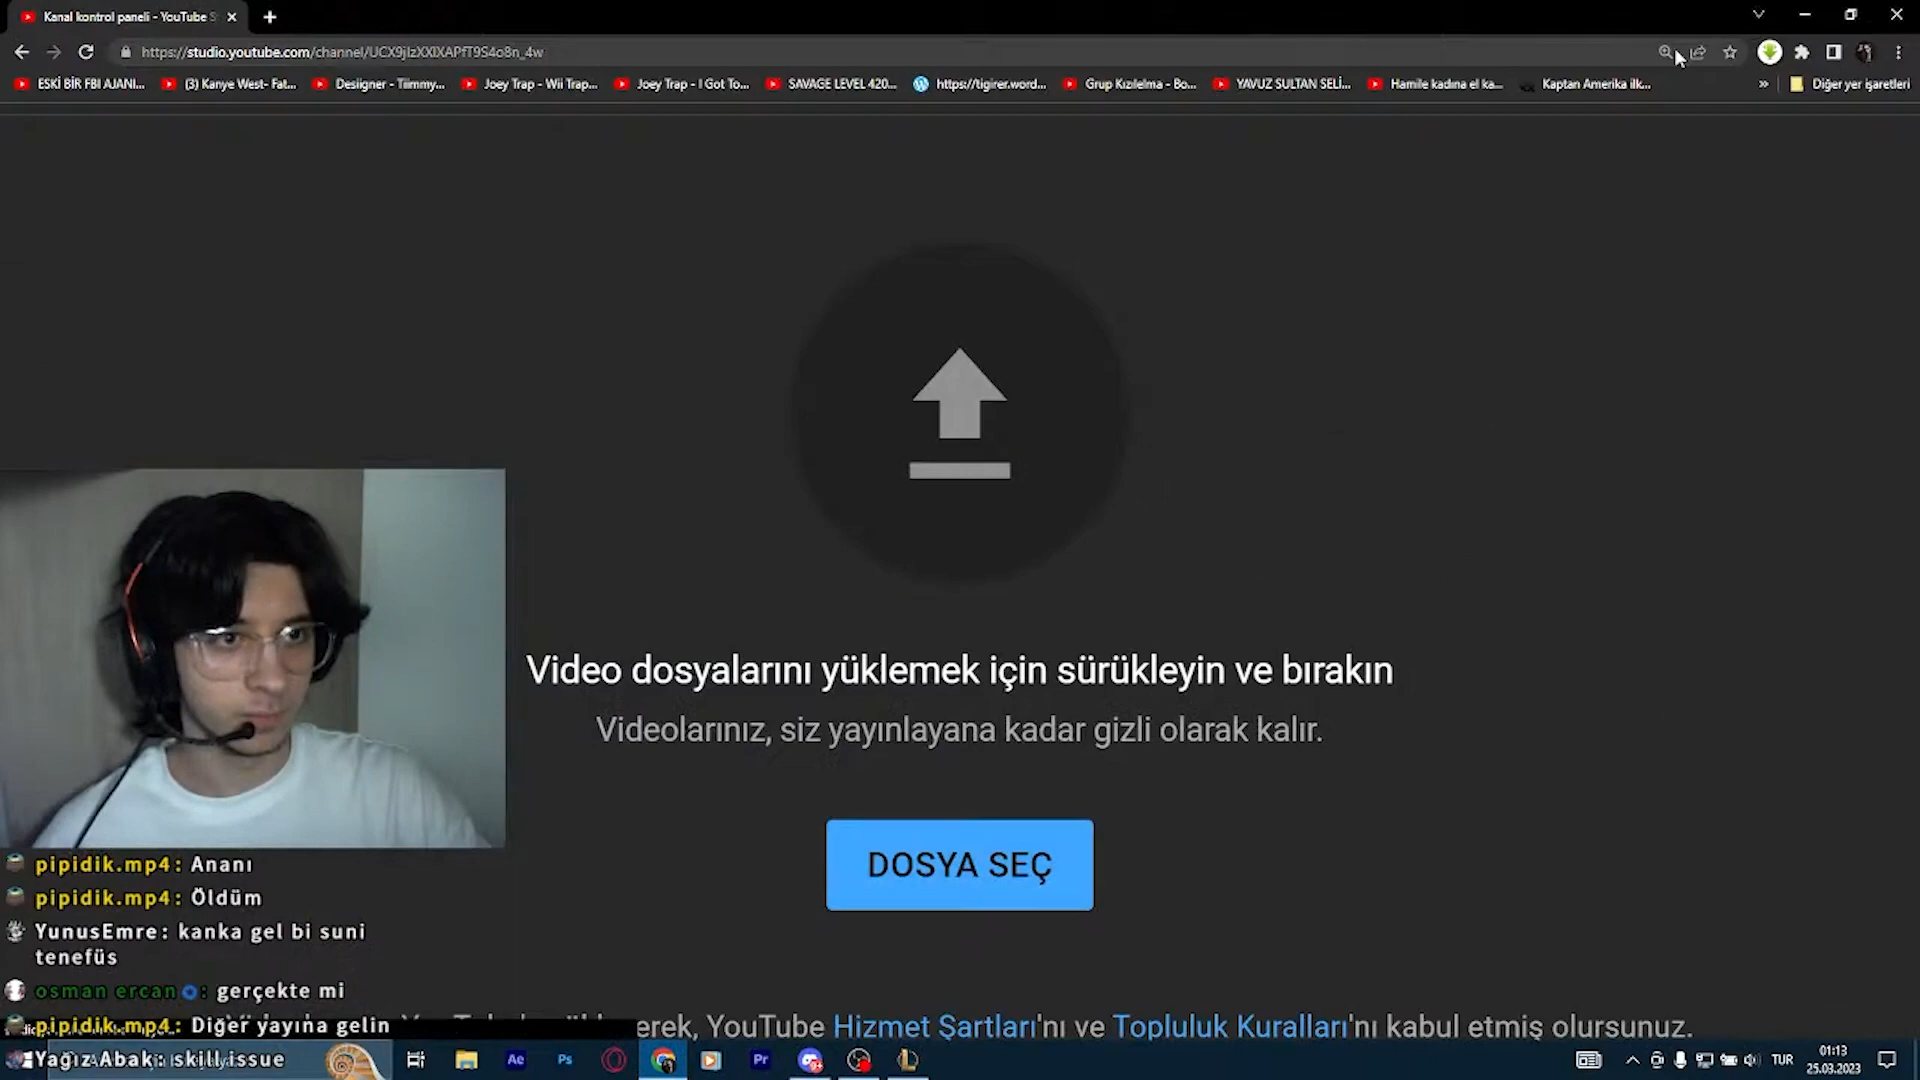 Kanal kontrol paneli - YouTube S
https://studio.youtube.com/channel/UCX9jIzXXlXAPfT9S4o8n_4w
ESKİ BİR FBI AJANI...
(3) Kanye West- Fat...
Desiigner - Tiimmy...
Joey Trap - Wii Trap...
Joey Trap - I Got To...
SAVAGE LEVEL 420...
https://tigirer.word...
Grup Kızılelma - Bo...
YAVUZ SULTAN SELİ...
Hamile kadına el ka...
Kaptan Amerika ilk...
»
Diğer yer işaretleri
Video dosyalarını yüklemek için sürükleyin ve bırakın
Videolarınız, siz yayınlayana kadar gizli olarak kalır.
DOSYA SEÇ
pipidik.mp4: Ananı
pipidik.mp4: Öldüm
YunusEmre: kanka gel bi suni
tenefüs
osman ercan: gerçekte mi
pipidik.mp4: Diğer yayına gelin
erek, YouTube Hizmet Şartları'nı ve Topluluk Kuralları'nı kabul etmiş olursunuz.
Yağız Abak: skill issue
Ae
Ps
Pr
TUR
01:13
25.03.2023